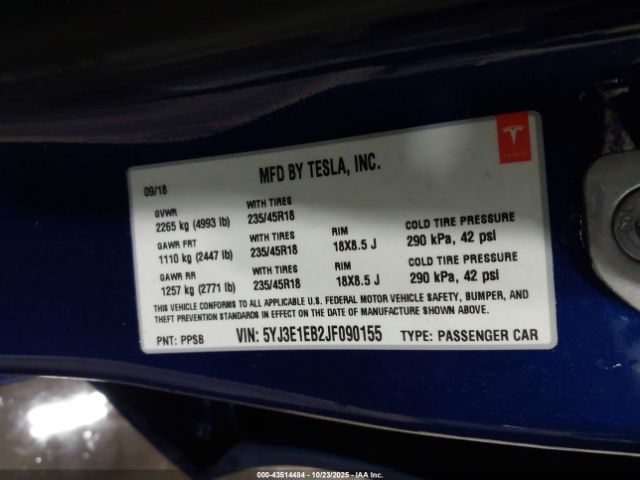 TESLA
09/18
MFD BY TESLA, INC.
GVWR
2265 kg (4993 lb)
WITH TIRES
235/45R18
GAWR FRT
1110 kg (2447 lb)
WITH TIRES
235/45R18
RIM
18X8.5 J
COLD TIRE PRESSURE
290 kPa, 42 psi
GAWR RR
1257 kg (2771 lb)
WITH TIRES
235/45R18
RIM
18X8.5 J
COLD TIRE PRESSURE
290 kPa, 42 psi
THIS VEHICLE CONFORMS TO ALL APPLICABLE U.S. FEDERAL MOTOR VEHICLE SAFETY, BUMPER, AND
THEFT PREVENTION STANDARDS IN EFFECT ON THE DATE OF MANUFACTURE SHOWN ABOVE.
PNT: PPSB
VIN: 5YJ3E1EB2JF090155
TYPE: PASSENGER CAR
000-43514484 - 10/23/2025 - IAAI.COM